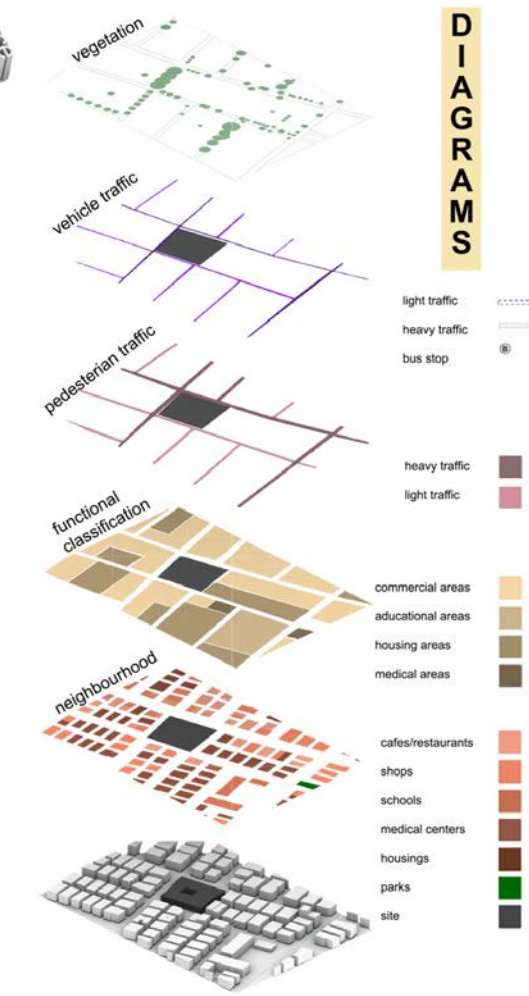 DIAGRAMS
vegetation
vehicle traffic
light traffic
heavy traffic
bus stop
B
pedesterian traffic
heavy traffic
light traffic
functional
classification
commercial areas
aducational areas
housing areas
medical areas
neighbourhood
cafes/restaurants
shops
schools
medical centers
housings
parks
site